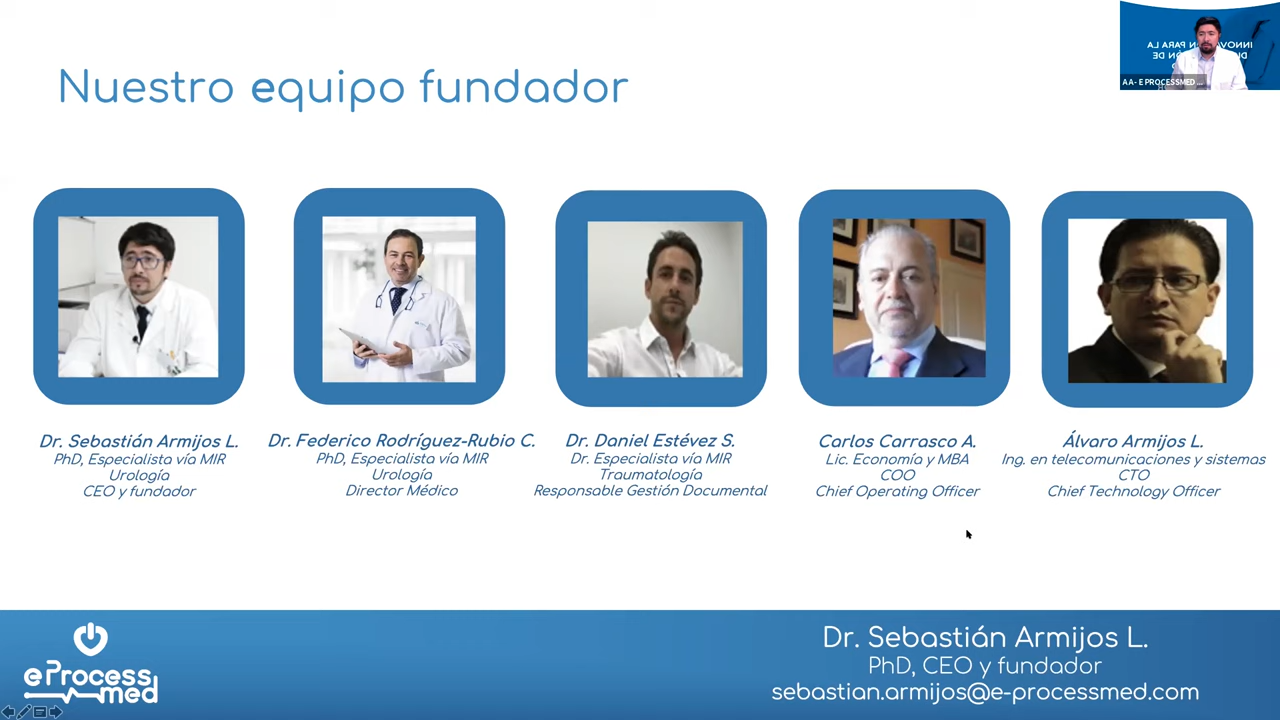 Nuestro equipo fundador
A A- E PROCESSMED ...
Dr. Sebastián Armijos L.
PhD, Especialista vía MIR
Urología
CEO y fundador
Dr. Federico Rodríguez-Rubio C.
PhD, Especialista vía MIR
Urología
Director Médico
Dr. Daniel Estévez S.
Dr. Especialista vía MIR
Traumatología
Responsable Gestión Documental
Carlos Carrasco A.
Lic. Economía y MBA
COO
Chief Operating Officer
Álvaro Armijos L.
Ing. en telecomunicaciones y sistemas
CTO
Chief Technology Officer
eProcess
med
Dr. Sebastián Armijos L.
PhD, CEO y fundador
sebastian.armijos@e-processmed.com